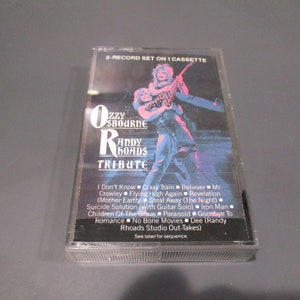 2-RECORD SET ON 1 CASSETTE
OZZY
OSBOURNE
RANDY
RHOADS
TRIBUTE
I Don't Know ■ Crazy Train ■ Believer ■ Mr.
Crowley ■ Flying High Again ■ Revelation
(Mother Earth) ■ Steal Away (The Night) ■
Suicide Solution (with Guitar Solo) ■ Iron Man ■
Children Of The Grave ■ Paranoid ■ Goodbye To
Romance ■ No Bone Movies ■ Dee (Randy
Rhoads Studio Out-Takes)
See label for sequence.